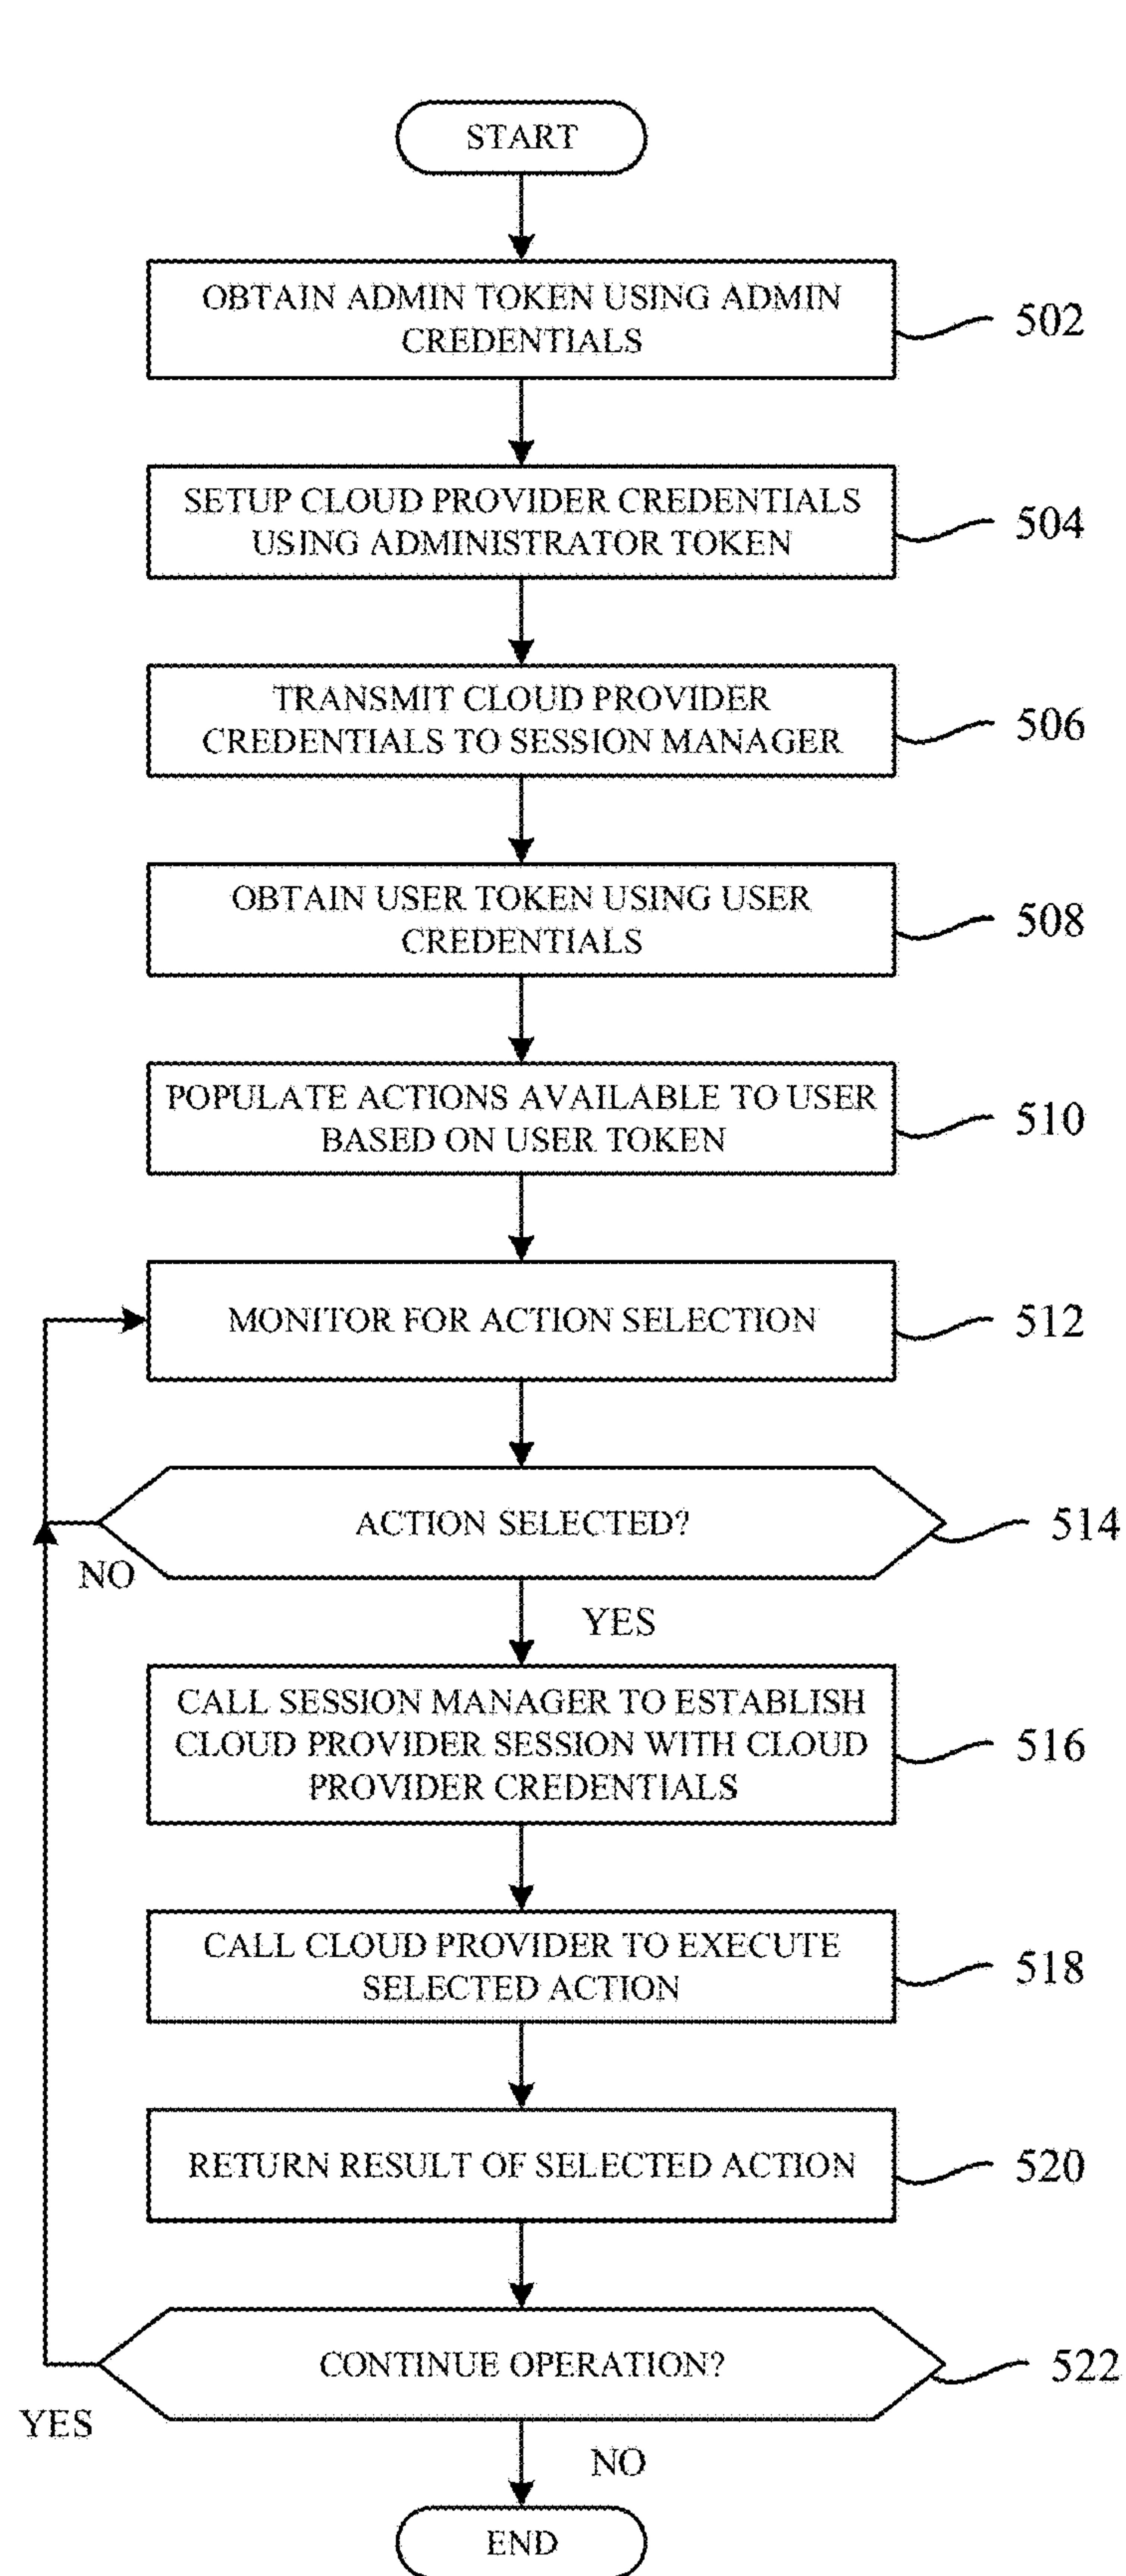 START
OBTAIN ADMIN TOKEN USING ADMIN
CREDENTIALS
502
SETUP CLOUD PROVIDER CREDENTIALS
USING ADMINISTRATOR TOKEN
504
TRANSMIT CLOUD PROVIDER
CREDENTIALS TO SESSION MANAGER
506
OBTAIN USER TOKEN USING USER
CREDENTIALS
508
POPULATE ACTIONS AVAILABLE TO USER
BASED ON USER TOKEN
510
MONITOR FOR ACTION SELECTION
512
ACTION SELECTED?
514
NO
YES
CALL SESSION MANAGER TO ESTABLISH
CLOUD PROVIDER SESSION WITH CLOUD
PROVIDER CREDENTIALS
516
CALL CLOUD PROVIDER TO EXECUTE
SELECTED ACTION
518
RETURN RESULT OF SELECTED ACTION
520
CONTINUE OPERATION?
522
YES
NO
END